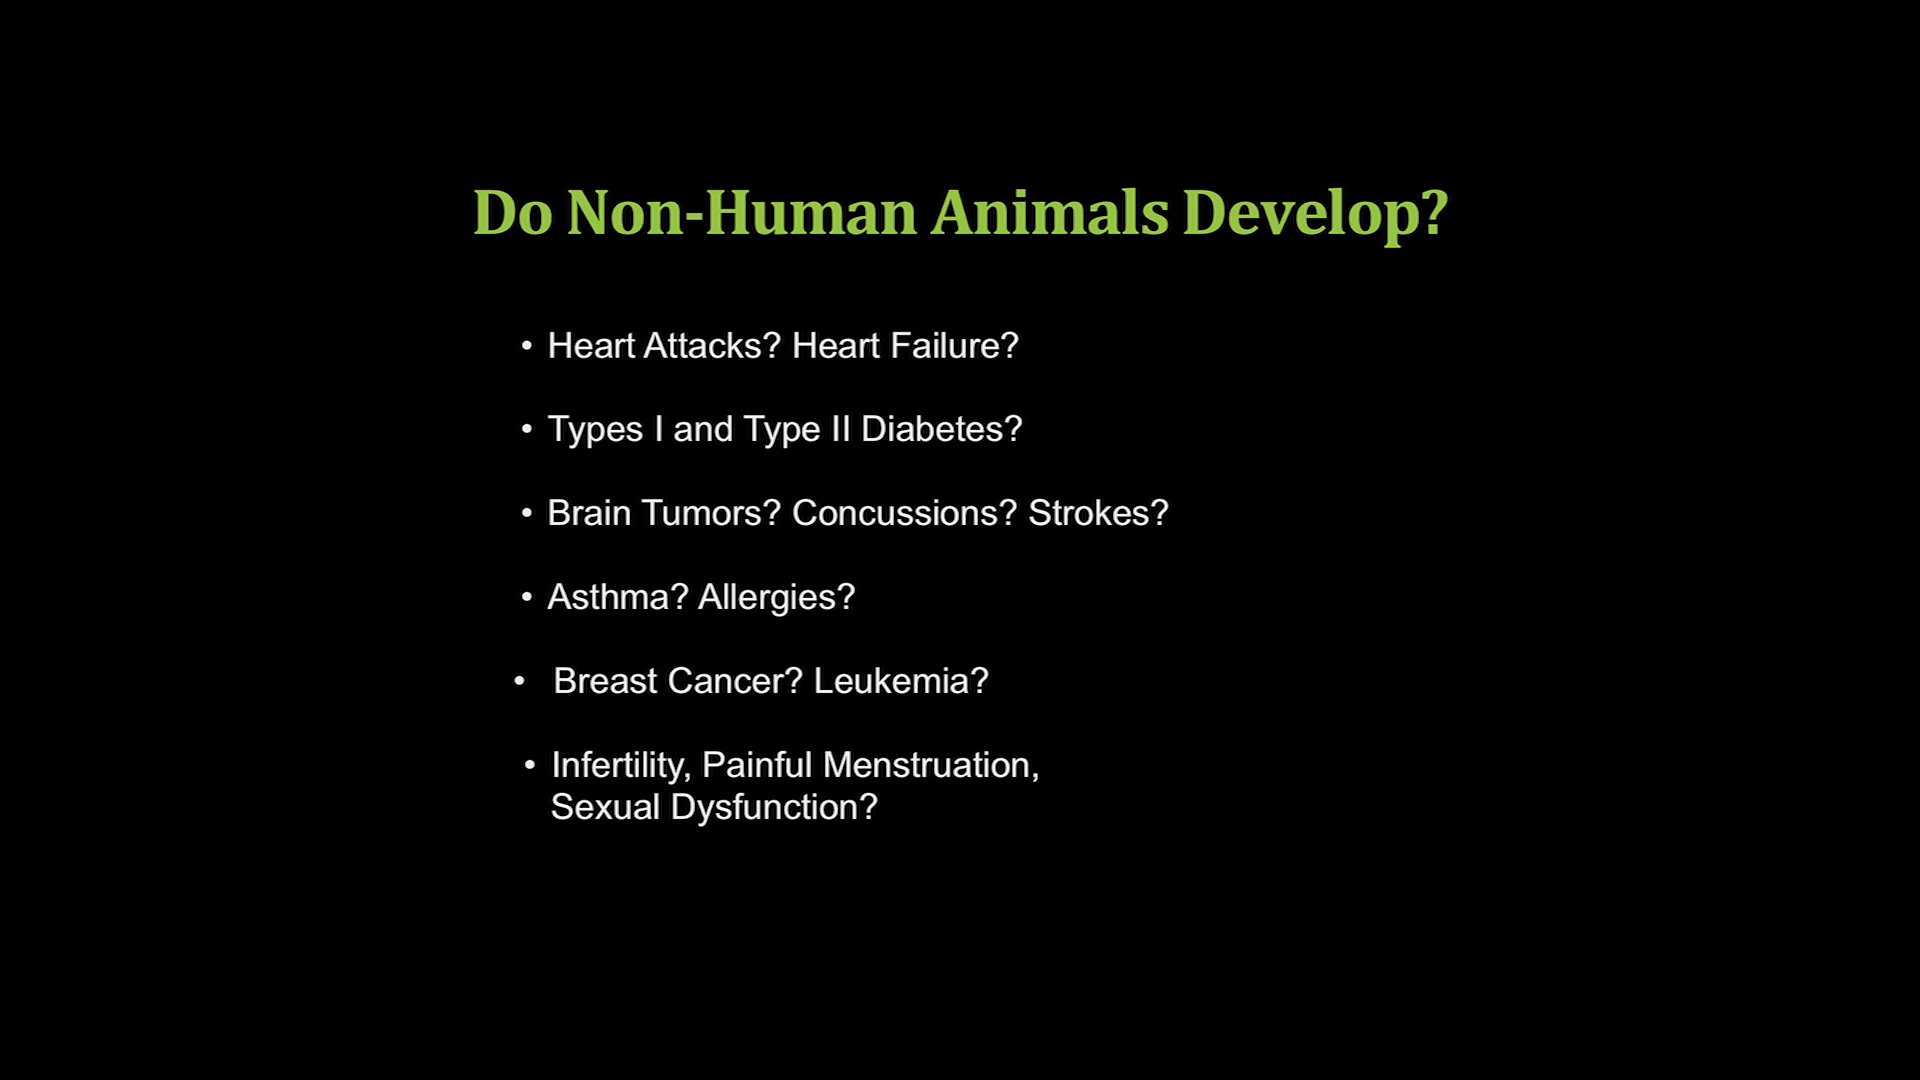 Do Non-Human Animals Develop?
• Heart Attacks? Heart Failure?
• Types I and Type II Diabetes?
• Brain Tumors? Concussions? Strokes?
• Asthma? Allergies?
• Breast Cancer? Leukemia?
• Infertility, Painful Menstruation,
Sexual Dysfunction?